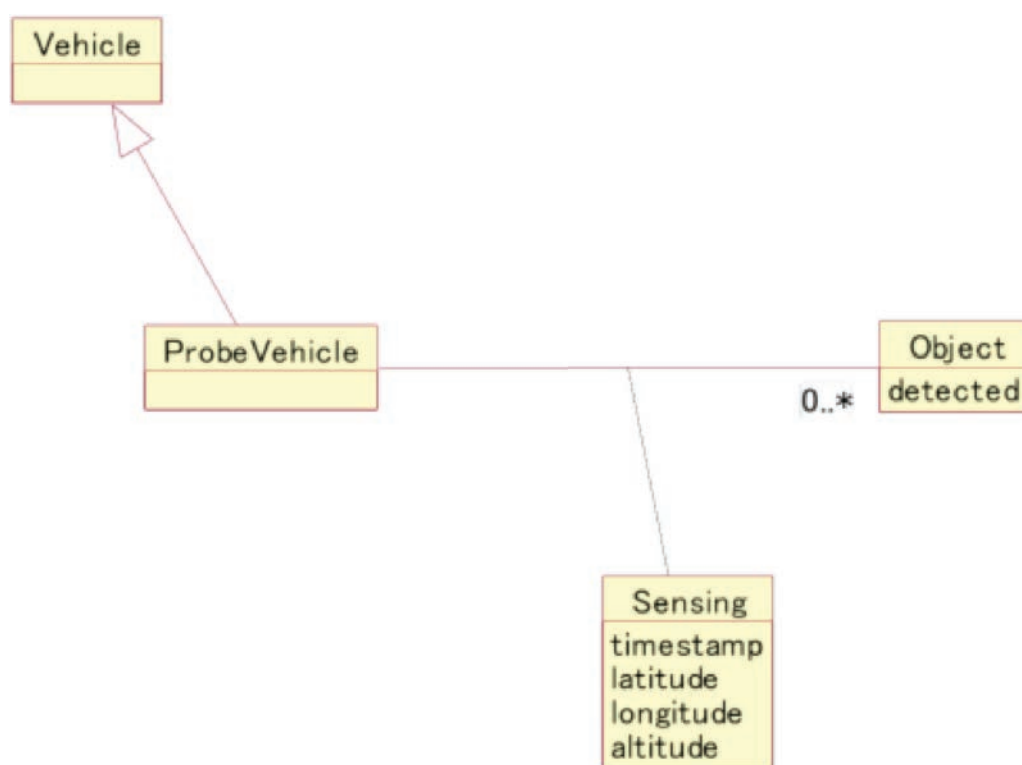 Vehicle
ProbeVehicle
Object
detected
0..*
Sensing
timestamp
latitude
longitude
altitude